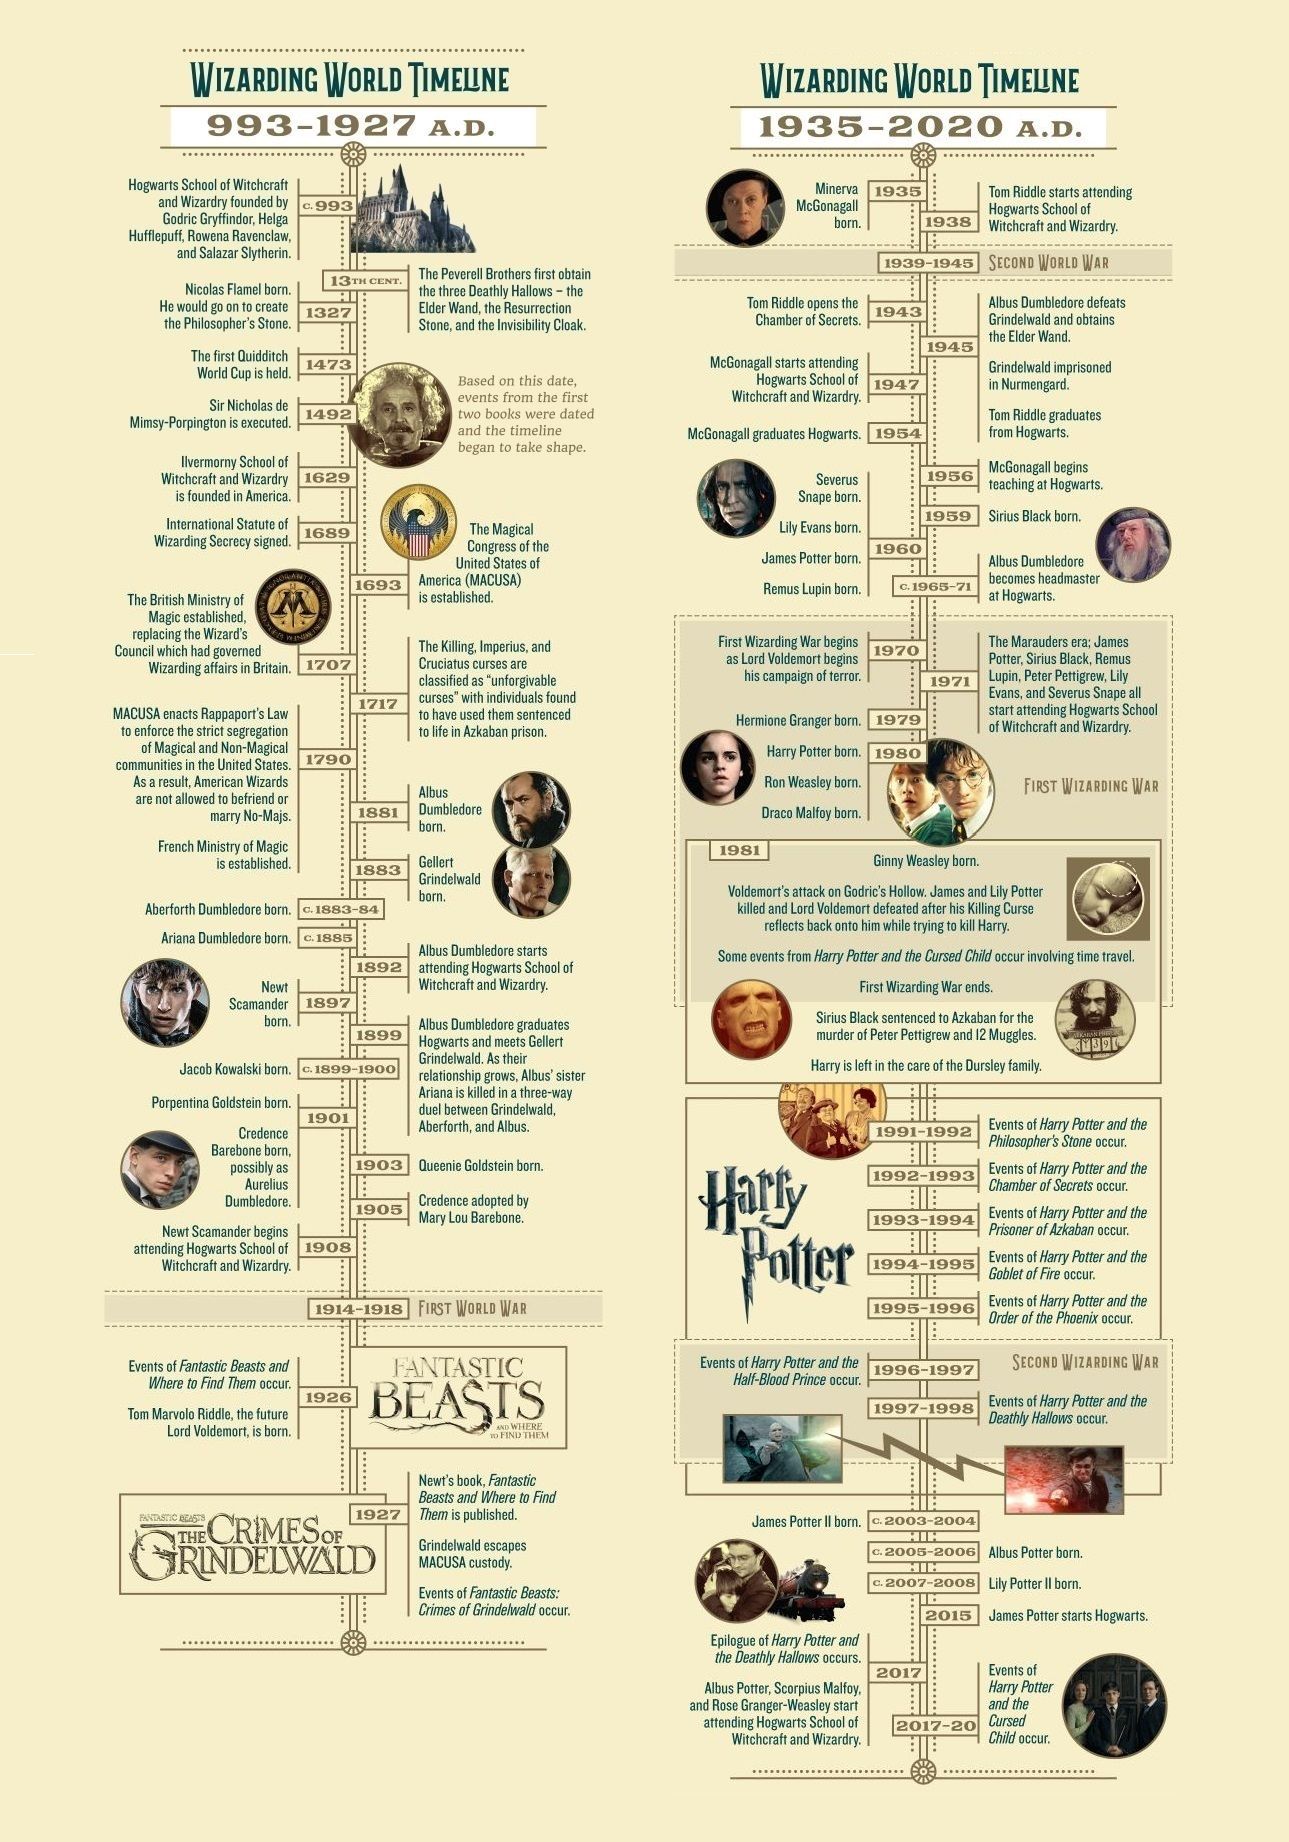 WIZARDING WORLD TIMELINE
993-1927 A.D.
Hogwarts School of Witchcraft
and Wizardry founded by
Godric Gryffindor, Helga
Hufflepuff, Rowena Ravenclaw,
and Salazar Slytherin.
c.993
13TH CENT.
The Peverell Brothers first obtain
the three Deathly Hallows – the
Elder Wand, the Resurrection
Stone, and the Invisibility Cloak.
Nicolas Flamel born.
He would go on to create
the Philosopher's Stone.
1327
The first Quidditch
World Cup is held.
1473
Sir Nicholas de
Mimsy-Porpington is executed.
1492
Based on this date,
events from the first
two books were dated
and the timeline
began to take shape.
Ilvermorny School of
Witchcraft and Wizardry
is founded in America.
1629
International Statute of
Wizarding Secrecy signed.
1689
The Magical
Congress of the
United States of
America (MACUSA)
is established.
1693
The British Ministry of
Magic established,
replacing the Wizard's
Council which had governed
Wizarding affairs in Britain.
1707
The Killing, Imperius, and
Cruciatus curses are
classified as "unforgivable
curses" with individuals found
to have used them sentenced
to life in Azkaban prison.
1717
MACUSA enacts Rappaport's Law
to enforce the strict segregation
of Magical and Non-Magical
communities in the United States.
As a result, American Wizards
are not allowed to befriend or
marry No-Majs.
French Ministry of Magic
is established.
1790
1881
Albus
Dumbledore
born.
1883
Gellert
Grindelwald
born.
Aberforth Dumbledore born.
c.1883-84
Ariana Dumbledore born.
c.1885
1892
Albus Dumbledore starts
attending Hogwarts School of
Witchcraft and Wizardry.
Newt
Scamander
born.
1897
1899
Albus Dumbledore graduates
Hogwarts and meets Gellert
Grindelwald. As their
relationship grows, Albus' sister
Ariana is killed in a three-way
duel between Grindelwald,
Aberforth, and Albus.
Jacob Kowalski born.
c.1899-1900
Porpentina Goldstein born.
1901
Credence
Barebone born,
possibly as
Aurelius
Dumbledore.
1903
Queenie Goldstein born.
1905
Credence adopted by
Mary Lou Barebone.
Newt Scamander begins
attending Hogwarts School of
Witchcraft and Wizardry.
1908
1914-1918
FIRST WORLD WAR
Events of Fantastic Beasts and
Where to Find Them occur.
Tom Marvolo Riddle, the future
Lord Voldemort, is born.
1926
FANTASTIC
BEASTS
AND WHERE
TO FIND THEM
1927
Newt's book, Fantastic
Beasts and Where to Find
Them is published.
Grindelwald escapes
MACUSA custody.
Events of Fantastic Beasts:
Crimes of Grindelwald occur.
FANTASTIC BEASTS
THE CRIMES OF
GRINDELWALD
WIZARDING WORLD TIMELINE
1935-2020 A.D.
Minerva
McGonagall
born.
1935
1938
Tom Riddle starts attending
Hogwarts School of
Witchcraft and Wizardry.
1939-1945
SECOND WORLD WAR
Tom Riddle opens the
Chamber of Secrets.
1943
1945
Albus Dumbledore defeats
Grindelwald and obtains
the Elder Wand.
Grindelwald imprisoned
in Nurmengard.
Tom Riddle graduates
from Hogwarts.
McGonagall starts attending
Hogwarts School of
Witchcraft and Wizardry.
1947
McGonagall graduates Hogwarts.
1954
1956
McGonagall begins
teaching at Hogwarts.
1959
Sirius Black born.
Severus
Snape born.
Lily Evans born.
James Potter born.
Remus Lupin born.
1960
c.1965-71
Albus Dumbledore
becomes headmaster
at Hogwarts.
First Wizarding War begins
as Lord Voldemort begins
his campaign of terror.
1970
1971
The Marauders era; James
Potter, Sirius Black, Remus
Lupin, Peter Pettigrew, Lily
Evans, and Severus Snape all
start attending Hogwarts School
of Witchcraft and Wizardry.
Hermione Granger born.
1979
Harry Potter born.
Ron Weasley born.
Draco Malfoy born.
1980
FIRST WIZARDING WAR
1981
Ginny Weasley born.
Voldemort's attack on Godric's Hollow. James and Lily Potter
killed and Lord Voldemort defeated after his Killing Curse
reflects back onto him while trying to kill Harry.
Some events from Harry Potter and the Cursed Child occur involving time travel.
First Wizarding War ends.
Sirius Black sentenced to Azkaban for the
murder of Peter Pettigrew and 12 Muggles.
Harry is left in the care of the Dursley family.
1991-1992
Events of Harry Potter and the
Philosopher's Stone occur.
1992-1993
Events of Harry Potter and the
Chamber of Secrets occur.
1993-1994
Events of Harry Potter and the
Prisoner of Azkaban occur.
1994-1995
Events of Harry Potter and the
Goblet of Fire occur.
1995-1996
Events of Harry Potter and the
Order of the Phoenix occur.
Harry
Potter
Events of Harry Potter and the
Half-Blood Prince occur.
1996-1997
SECOND WIZARDING WAR
1997-1998
Events of Harry Potter and the
Deathly Hallows occur.
James Potter II born.
c.2003-2004
c.2005-2006
Albus Potter born.
c.2007-2008
Lily Potter II born.
2015
James Potter starts Hogwarts.
Epilogue of Harry Potter and
the Deathly Hallows occurs.
Albus Potter, Scorpius Malfoy,
and Rose Granger-Weasley start
attending Hogwarts School of
Witchcraft and Wizardry.
2017
2017-20
Events of
Harry Potter
and the
Cursed
Child occur.